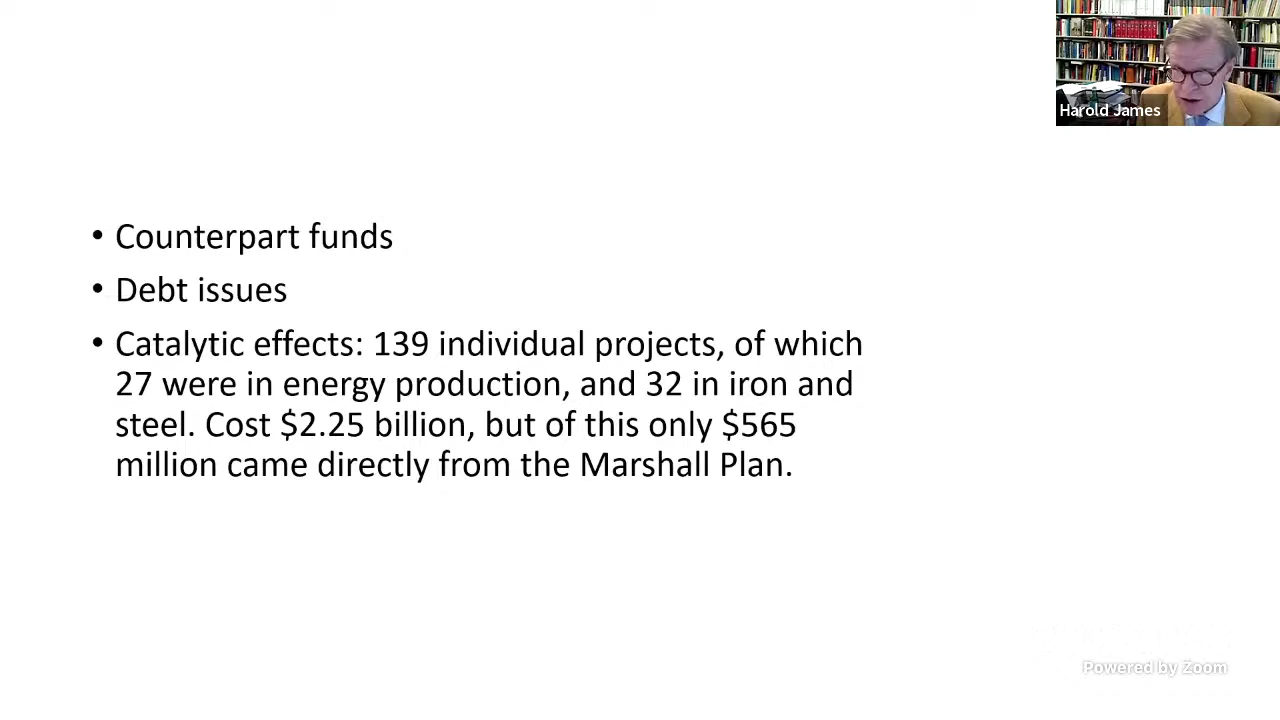 Harold James
• Counterpart funds
• Debt issues
• Catalytic effects: 139 individual projects, of which
27 were in energy production, and 32 in iron and
steel. Cost $2.25 billion, but of this only $565
million came directly from the Marshall Plan.
Powered by Zoom